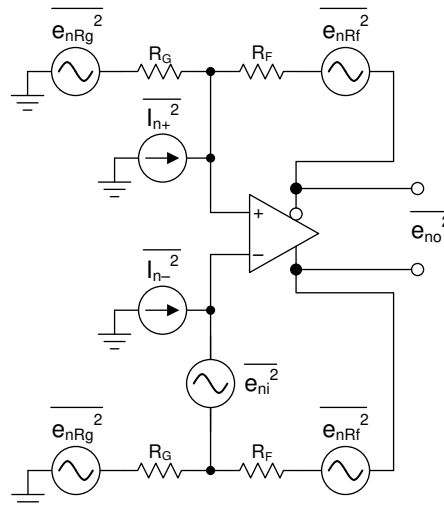 e_nRg^2 R_G R_F e_nRf^2
I_n+^2
+
−
e_no^2
I_n–^2
e_ni^2
e_nRg^2 R_G R_F e_nRf^2